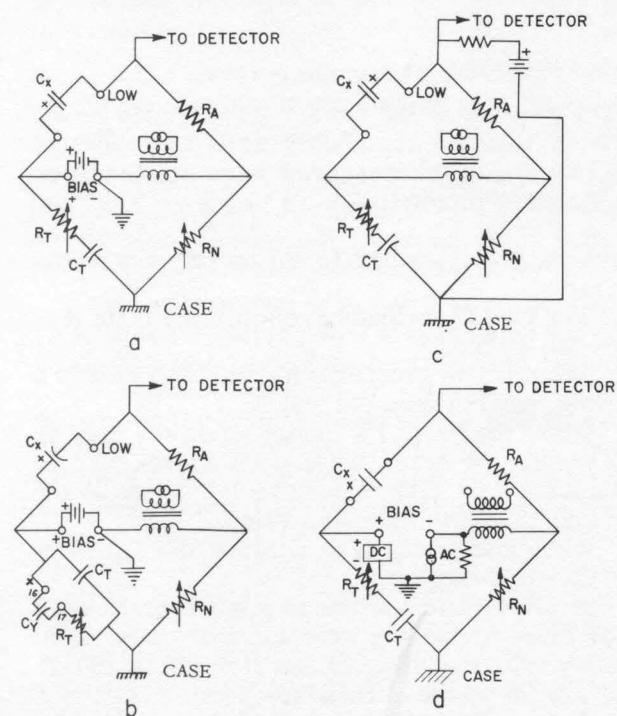 TO DETECTOR
Cx
x
LOW
RA
+
BIAS
+
-
RT
CT
RN
CASE
a
TO DETECTOR
+
Cx
x
LOW
RA
RT
CT
RN
CASE
c
TO DETECTOR
Cx
x
LOW
RA
+
+BIAS-
CT
x
16
CY
17
RT
RN
CASE
b
TO DETECTOR
Cx
x
RA
BIAS
+
-
+
DC
-
AC
RT
CT
RN
CASE
d